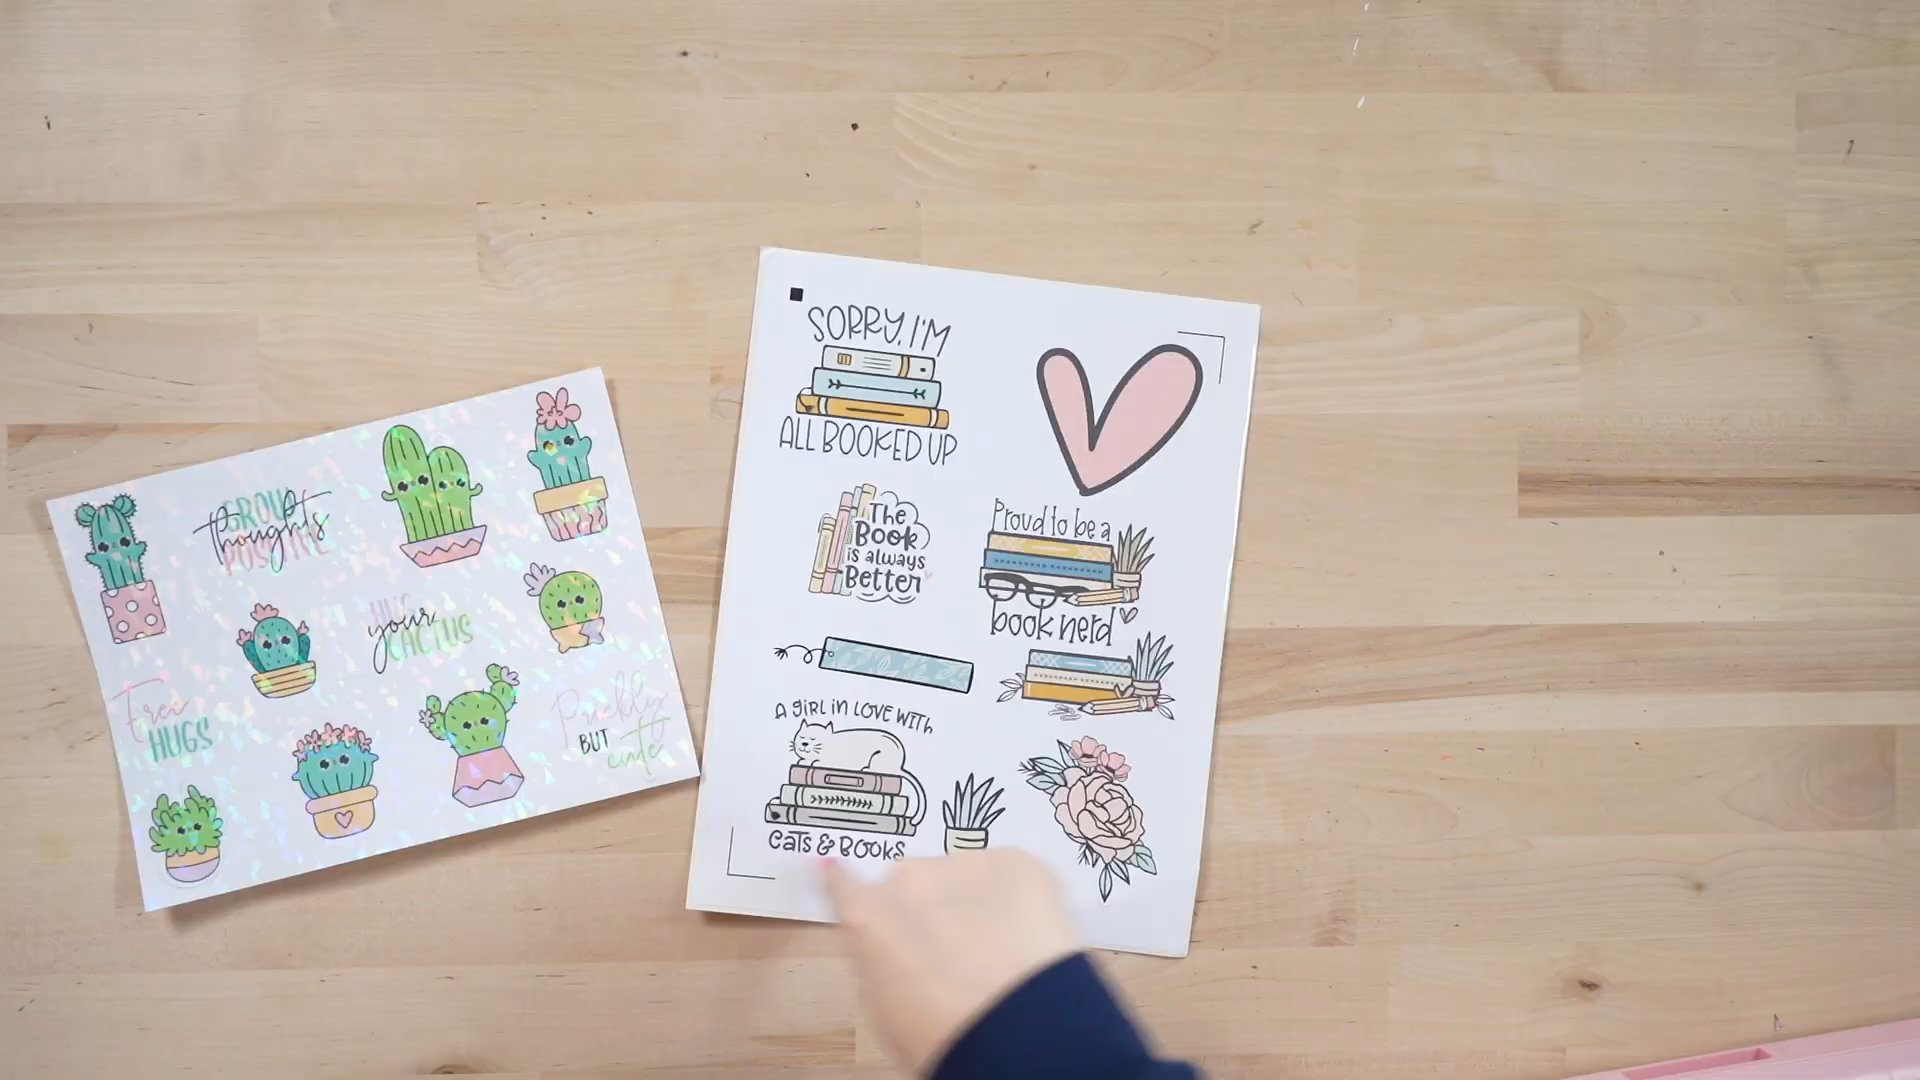 GROW
thoughts
POSITIVE
HUG
your
CACTUS
Free
HUGS
Prickly
BUT
cute
SORRY, I'M
ALL BOOKED UP
The
Book
is always
Better
Proud to be a
book nerd
A GIRL IN LOVE WITH
CATS & BOOKS